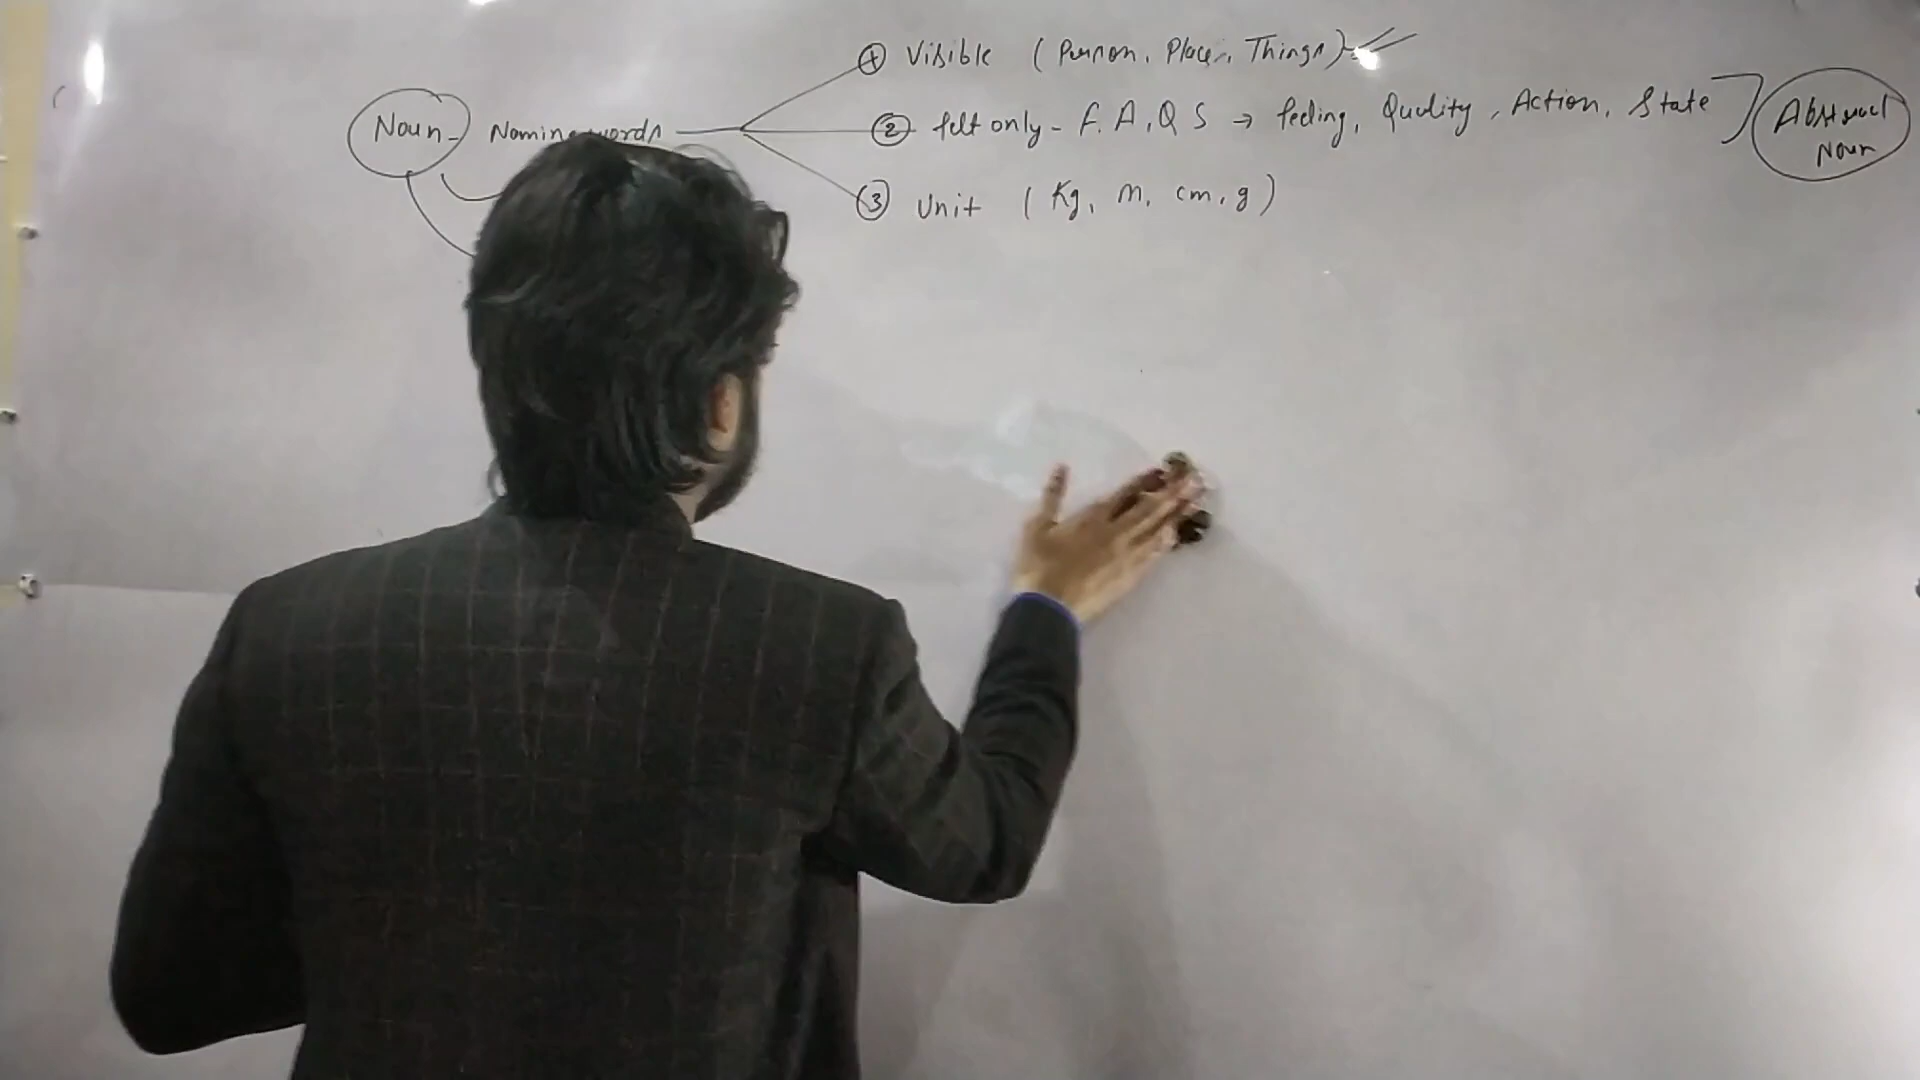 ① Visible (Person, Place, Things)
Noun - Naming words
② felt only - F, A, Q S → feeling, Quality, Action, State ] Abstract Noun
③ Unit (Kg, m, cm, g)